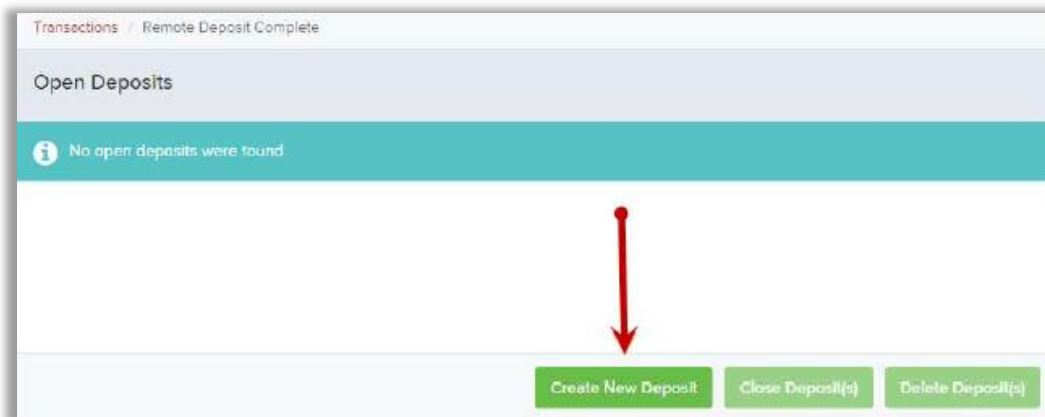 Transactions / Remote Deposit Complete
Open Deposits
No open deposits were found
Create New Deposit Close Deposit(s) Delete Deposit(s)